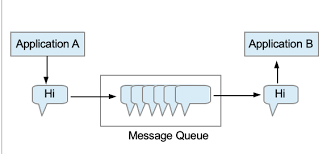 Application A
Application B
Hi
Hi
Message Queue